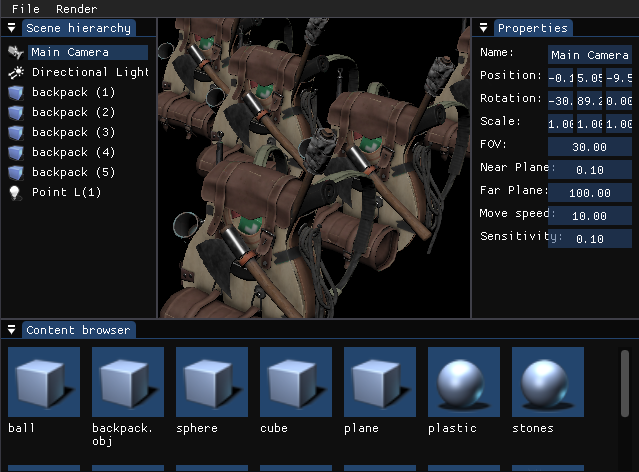 File Render
Scene hierarchy
Main Camera
Directional Light
backpack (1)
backpack (2)
backpack (3)
backpack (4)
backpack (5)
Point L(1)
Properties
Name: Main Camera
Position: -0.1 5.05 -9.5
Rotation: -30. 89.2 0.00
Scale: 1.00 1.00 1.00
FOV: 30.00
Near Plane: 0.10
Far Plane: 100.00
Move speed: 10.00
Sensitivity: 0.10
Content browser
ball
backpack.
obj
sphere
cube
plane
plastic
stones